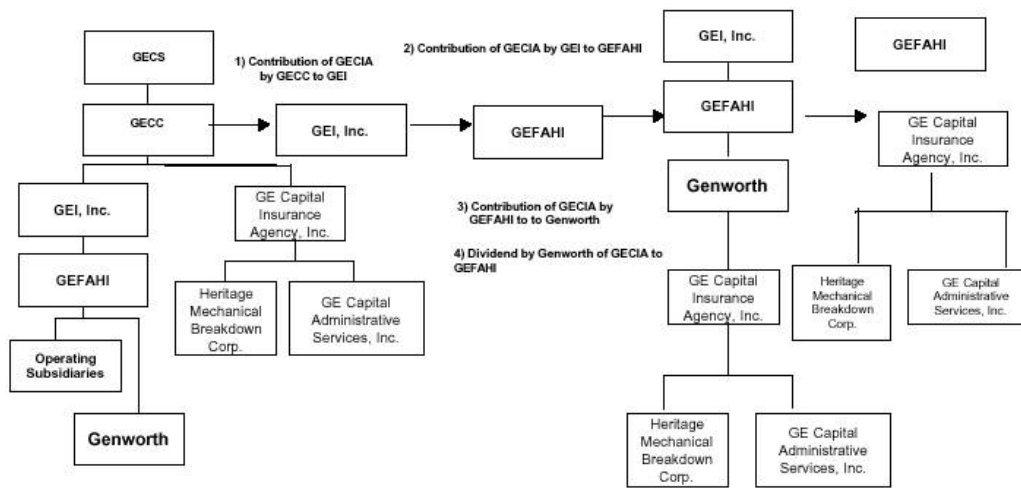 GECS
1) Contribution of GECIA
by GECC to GEI
2) Contribution of GECIA by GEI to GEFAHI
GEI, Inc.
GEFAHI
GECC
GEI, Inc.
GEFAHI
GEFAHI
GE Capital
Insurance
Agency, Inc.
GEI, Inc.
GE Capital
Insurance
Agency, Inc.
Genworth
3) Contribution of GECIA by
GEFAHI to to Genworth
4) Dividend by Genworth of GECIA to
GEFAHI
GEFAHI
Heritage
Mechanical
Breakdown
Corp.
GE Capital
Administrative
Services, Inc.
GE Capital
Insurance
Agency, Inc.
Heritage
Mechanical
Breakdown
Corp.
GE Capital
Administrative
Services, Inc.
Operating
Subsidiaries
Genworth
Heritage
Mechanical
Breakdown
Corp.
GE Capital
Administrative
Services, Inc.